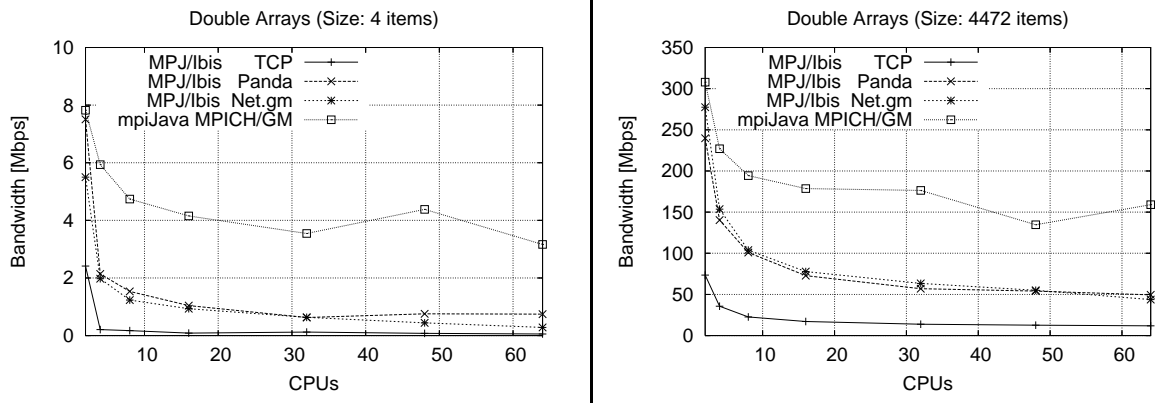 Double Arrays (Size: 4 items)
10
8
6
4
2
0
Bandwidth [Mbps]
MPJ/Ibis TCP
MPJ/Ibis Panda
MPJ/Ibis Net.gm
mpiJava MPICH/GM
10 20 30 40 50 60
CPUs
Double Arrays (Size: 4472 items)
350
300
250
200
150
100
50
0
Bandwidth [Mbps]
MPJ/Ibis TCP
MPJ/Ibis Panda
MPJ/Ibis Net.gm
mpiJava MPICH/GM
10 20 30 40 50 60
CPUs